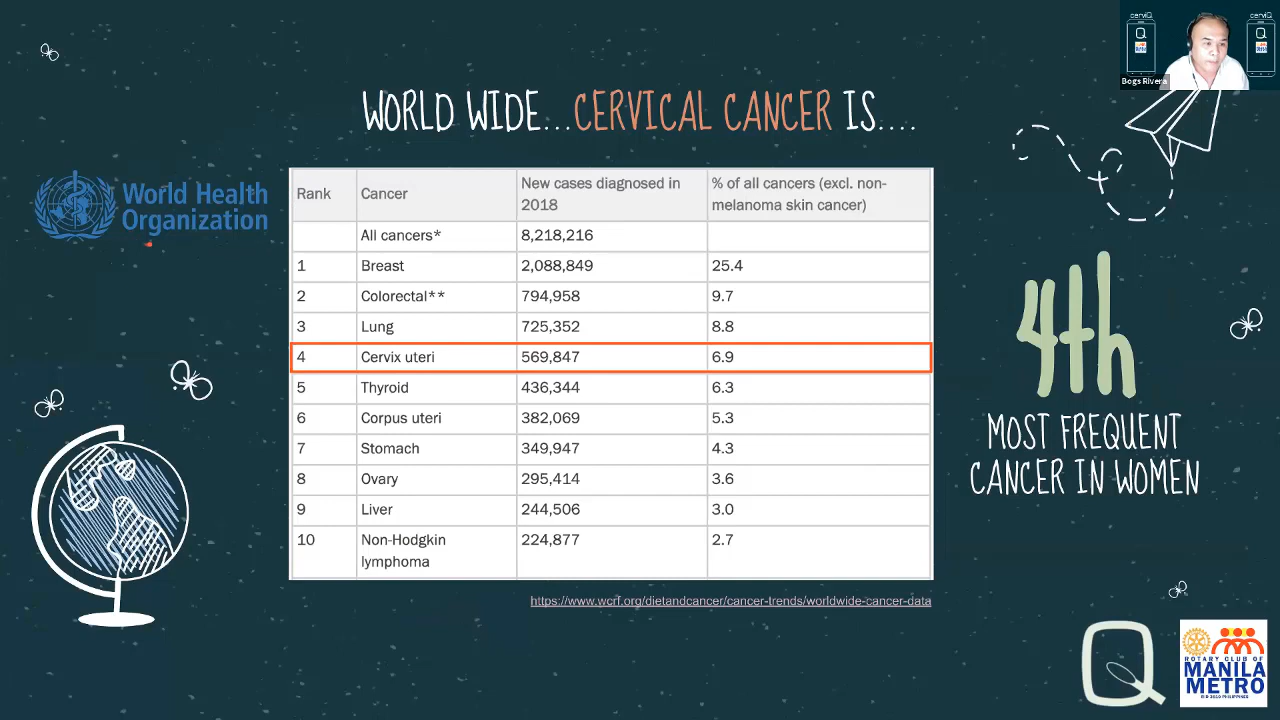 cerviQ
cerviQ
Q
Q
Bogs Rivera
WORLD WIDE...CERVICAL CANCER IS....
World Health
Organization
Rank Cancer New cases diagnosed in 2018 % of all cancers (excl. non-melanoma skin cancer)
All cancers* 8,218,216
1 Breast 2,088,849 25.4
2 Colorectal** 794,958 9.7
3 Lung 725,352 8.8
4 Cervix uteri 569,847 6.9
5 Thyroid 436,344 6.3
6 Corpus uteri 382,069 5.3
7 Stomach 349,947 4.3
8 Ovary 295,414 3.6
9 Liver 244,506 3.0
10 Non-Hodgkin lymphoma 224,877 2.7
4th
MOST FREQUENT
CANCER IN WOMEN
https://www.wcrf.org/dietandcancer/cancer-trends/worldwide-cancer-data
Q
ROTARY CLUB OF
MANILA
METRO